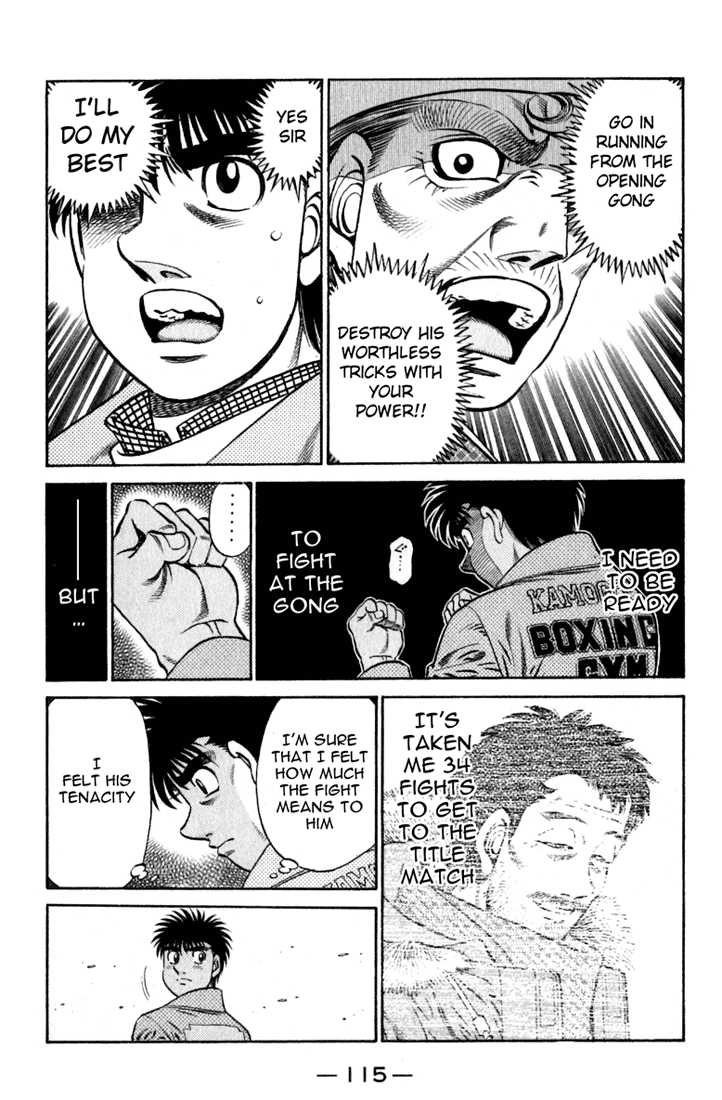 GO IN
RUNNING
FROM THE
OPENING
GONG
DESTROY HIS
WORTHLESS
TRICKS WITH
YOUR
POWER!!
YES
SIR
I'LL
DO MY
BEST
I NEED
TO BE
READY
BOXING
GYM
TO
FIGHT
AT THE
GONG
......
BUT
...
IT'S
TAKEN
ME 34
FIGHTS
TO GET
TO THE
TITLE
MATCH
I'M SURE
THAT I FELT
HOW MUCH
THE FIGHT
MEANS TO
HIM
I
FELT HIS
TENACITY
— 115 —